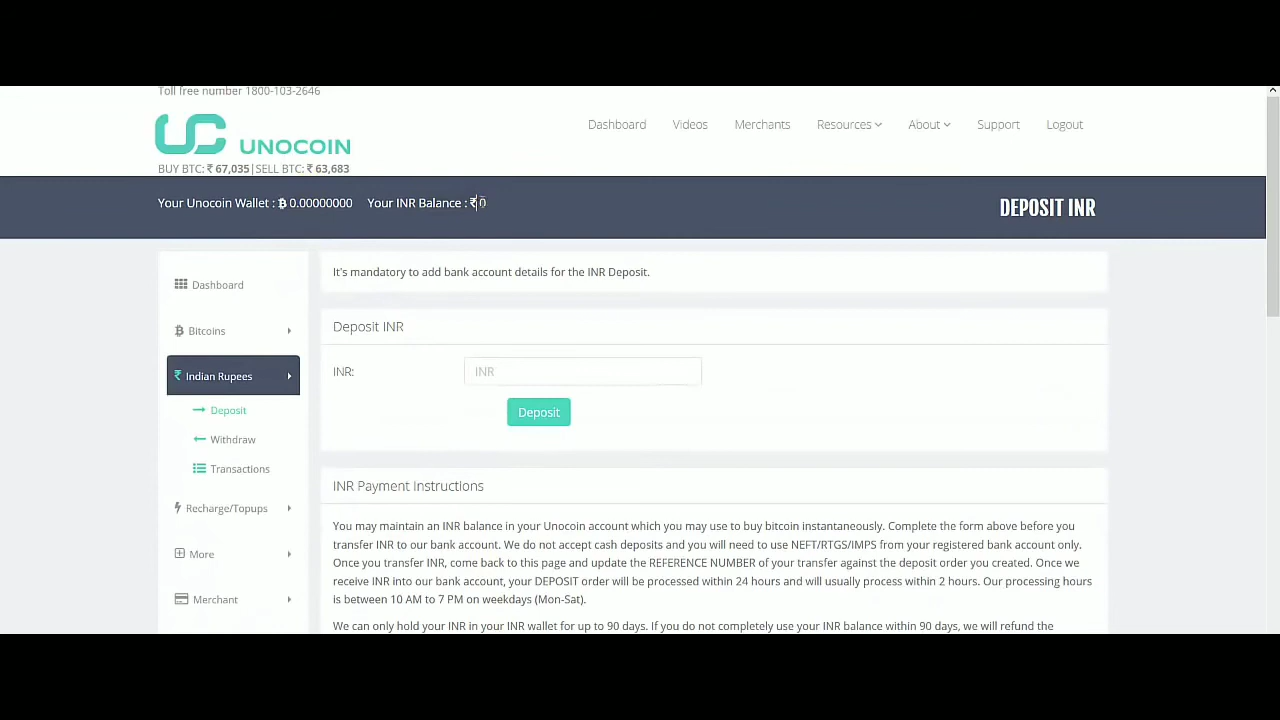 Toll free number 1800-103-2646
UNOCOIN
Dashboard Videos Merchants Resources About Support Logout
BUY BTC: ₹ 67,035|SELL BTC: ₹ 63,683
Your Unocoin Wallet : ₿ 0.00000000 Your INR Balance : ₹ 0
DEPOSIT INR
Dashboard
Bitcoins
₹ Indian Rupees
Deposit
Withdraw
Transactions
Recharge/Topups
More
Merchant
It's mandatory to add bank account details for the INR Deposit.
Deposit INR
INR: INR
Deposit
INR Payment Instructions
You may maintain an INR balance in your Unocoin account which you may use to buy bitcoin instantaneously. Complete the form above before you
transfer INR to our bank account. We do not accept cash deposits and you will need to use NEFT/RTGS/IMPS from your registered bank account only.
Once you transfer INR, come back to this page and update the REFERENCE NUMBER of your transfer against the deposit order you created. Once we
receive INR into our bank account, your DEPOSIT order will be processed within 24 hours and will usually process within 2 hours. Our processing hours
is between 10 AM to 7 PM on weekdays (Mon-Sat).
We can only hold your INR in your INR wallet for up to 90 days. If you do not completely use your INR balance within 90 days, we will refund the